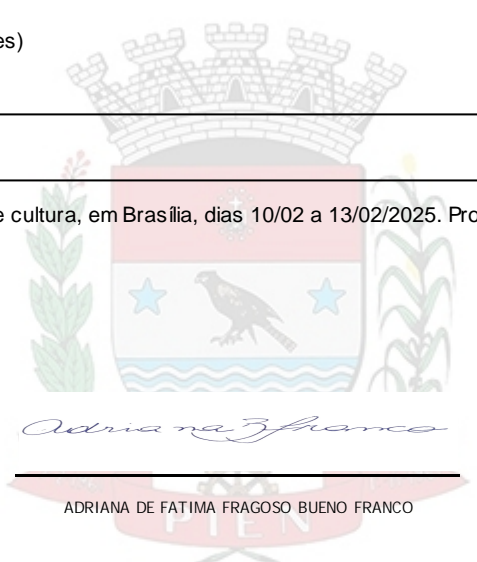 es)
e cultura, em Brasília, dias 10/02 a 13/02/2025. Pro
Adriana B Franco
ADRIANA DE FATIMA FRAGOSO BUENO FRANCO
PIEN